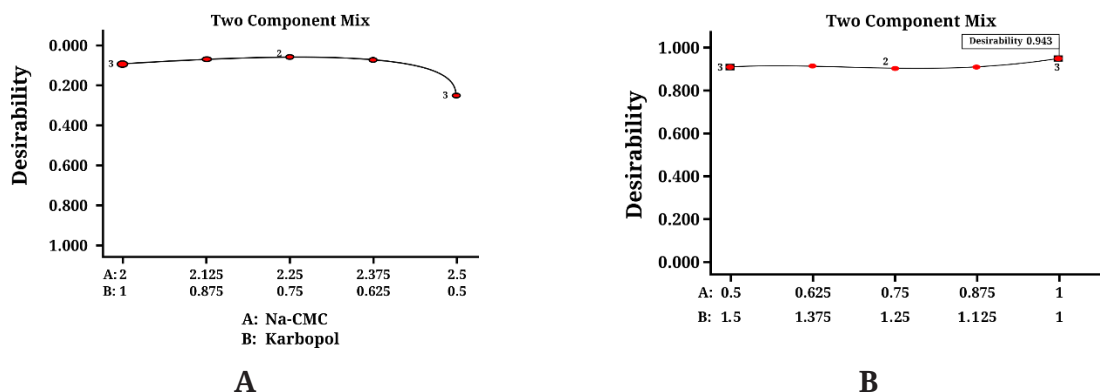 Two Component Mix
Desirability
0.000
0.200
0.400
0.600
0.800
1.000
3
2
3
A: 2 2.125 2.25 2.375 2.5
B: 1 0.875 0.75 0.625 0.5
A: Na-CMC
B: Karbopol
A
Two Component Mix
Desirability
Desirability 0.943
1.000
0.800
0.600
0.400
0.200
0.000
3
2
3
A: 0.5 0.625 0.75 0.875 1
B: 1.5 1.375 1.25 1.125 1
B